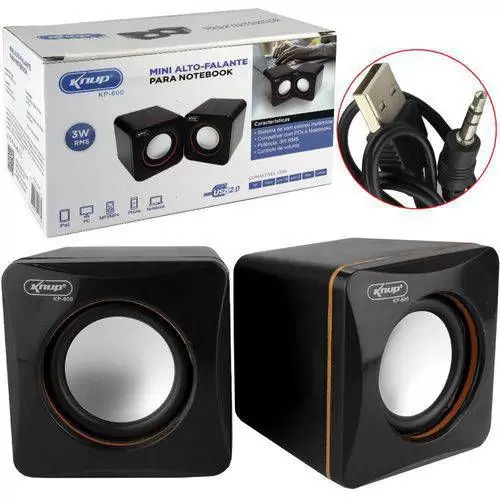 Knup
KP-600
MINI ALTO-FALANTE
PARA NOTEBOOK
3W
RMS
Características
• Sistema de som estéreo multimídia
• Compatível com PCs e Notebooks
• Potência: 3W RMS
• Controle de volume
COMPATÍVEL COM:
USB2.0
iPad
PC
MP3/MP4
Phone
Notebook
Knup
KP-600
Knup
KP-600